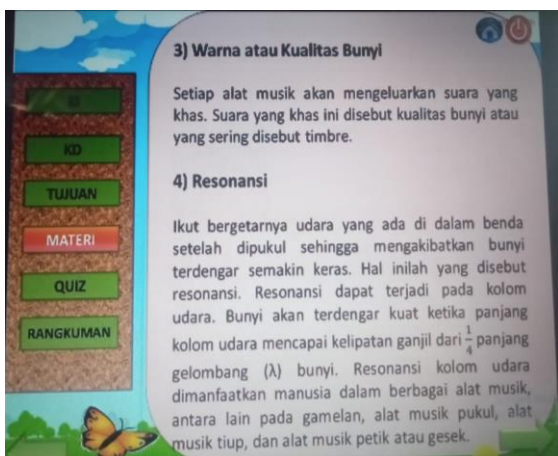 3) Warna atau Kualitas Bunyi
Setiap alat musik akan mengeluarkan suara yang
khas. Suara yang khas ini disebut kualitas bunyi atau
yang sering disebut timbre.
4) Resonansi
Ikut bergetarnya udara yang ada di dalam benda
setelah dipukul sehingga mengakibatkan bunyi
terdengar semakin keras. Hal inilah yang disebut
resonansi. Resonansi dapat terjadi pada kolom
udara. Bunyi akan terdengar kuat ketika panjang
kolom udara mencapai kelipatan ganjil dari 1/4 panjang
gelombang (λ) bunyi. Resonansi kolom udara
dimanfaatkan manusia dalam berbagai alat musik,
antara lain pada gamelan, alat musik pukul, alat
musik tiup, dan alat musik petik atau gesek.
KI
KD
TUJUAN
MATERI
QUIZ
RANGKUMAN